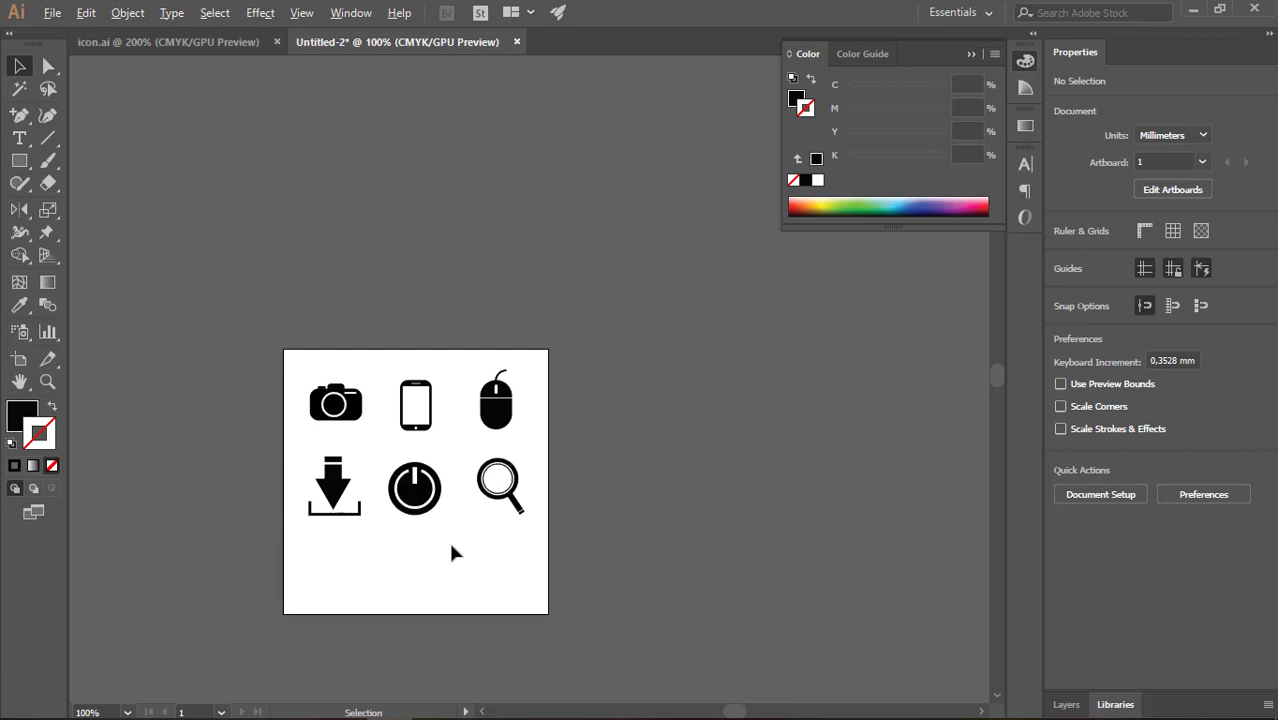 Ai File Edit Object Type Select Effect View Window Help Br St Essentials Search Adobe Stock
icon.ai @ 200% (CMYK/GPU Preview) Untitled-2* @ 100% (CMYK/GPU Preview)
Color Color Guide
C %
M %
Y %
K %
Properties
No Selection
Document
Units: Millimeters
Artboard: 1
Edit Artboards
Ruler & Grids
Guides
Snap Options
Preferences
Keyboard Increment: 0,3528 mm
Use Preview Bounds
Scale Corners
Scale Strokes & Effects
Quick Actions
Document Setup Preferences
Layers Libraries
100% 1 Selection